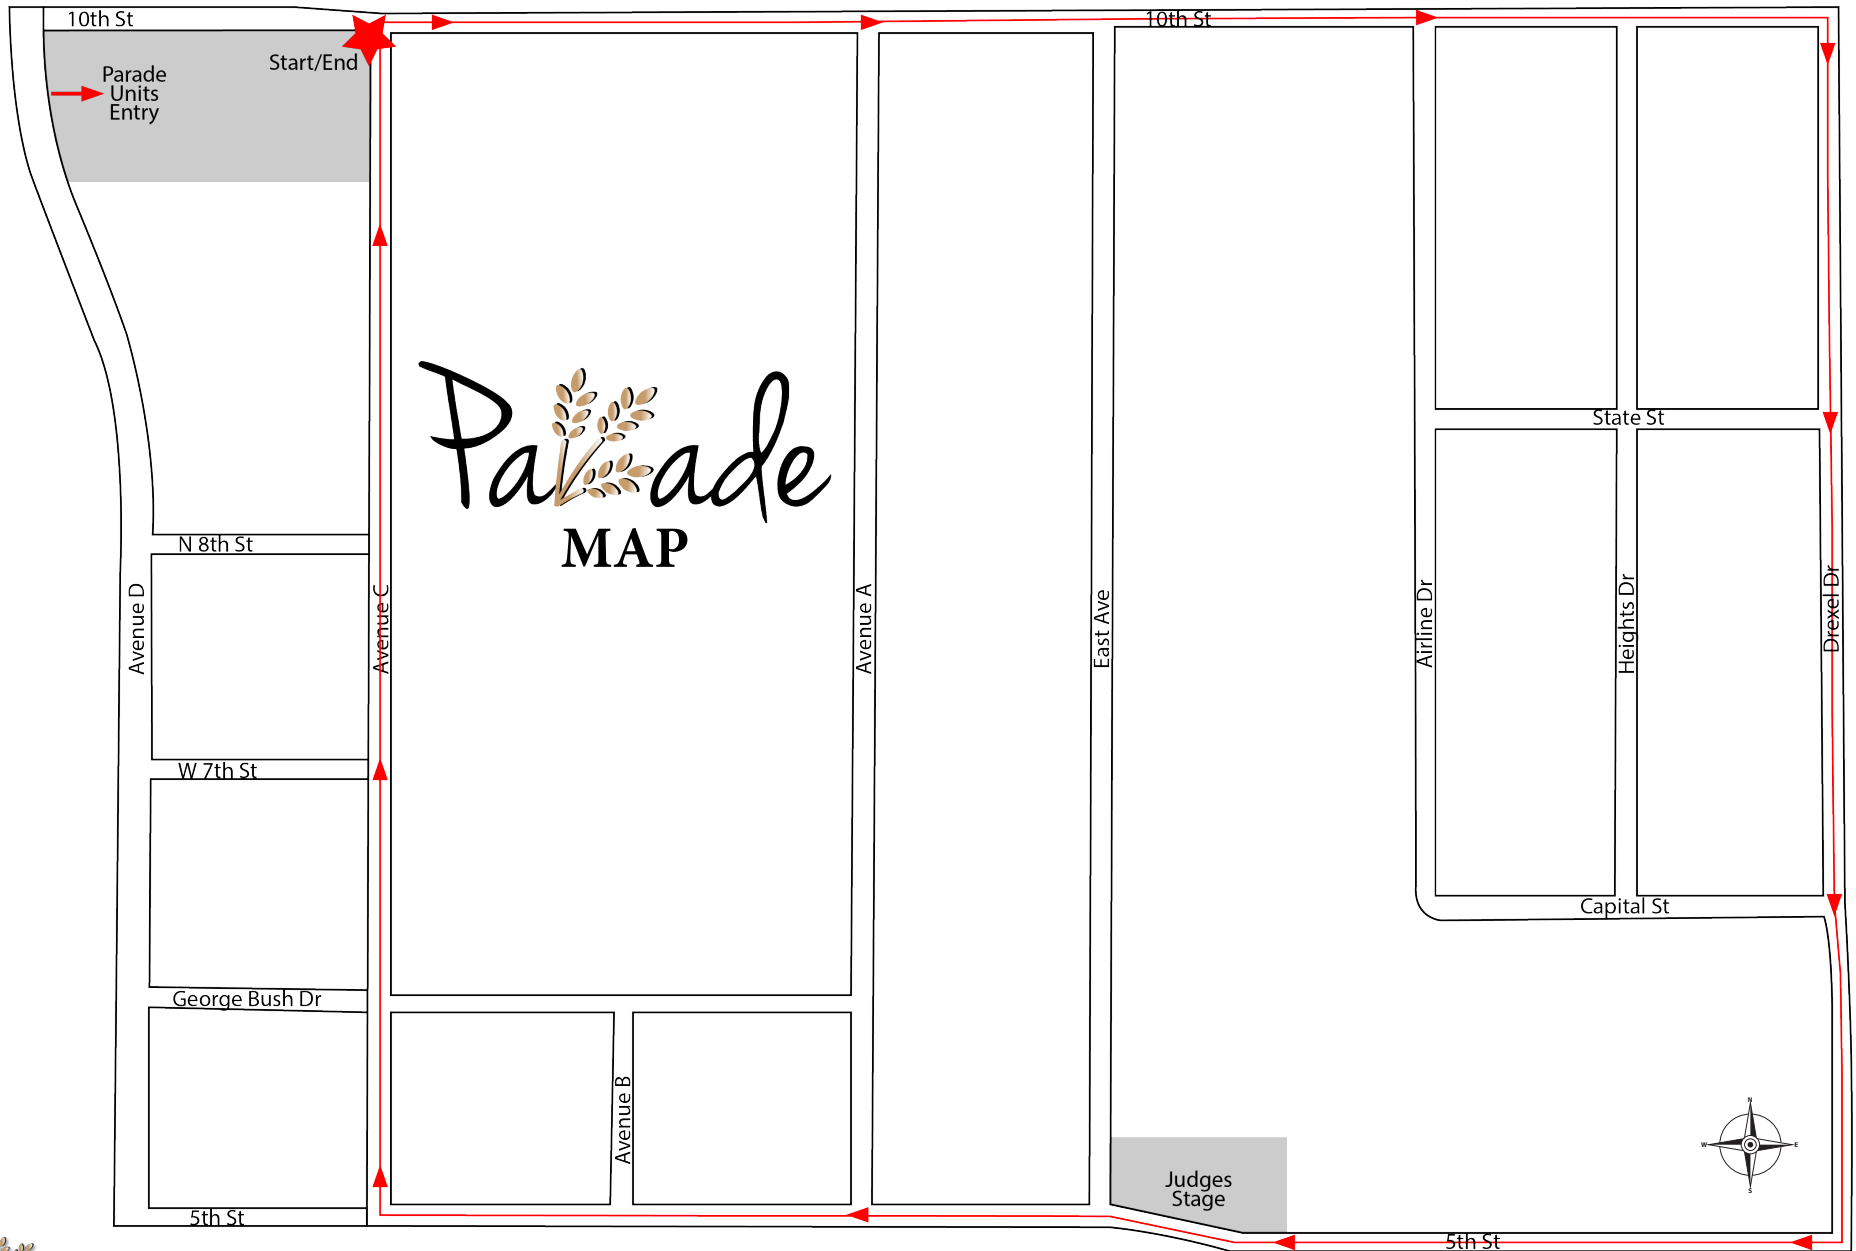 10th St
10th St
Start/End
Parade
Units
Entry
Parade
MAP
State St
N 8th St
Avenue D
Avenue C
Avenue A
East Ave
Airline Dr
Heights Dr
Drexel Dr
W 7th St
Capital St
George Bush Dr
Avenue B
N
W
E
S
Judges
Stage
5th St
5th St